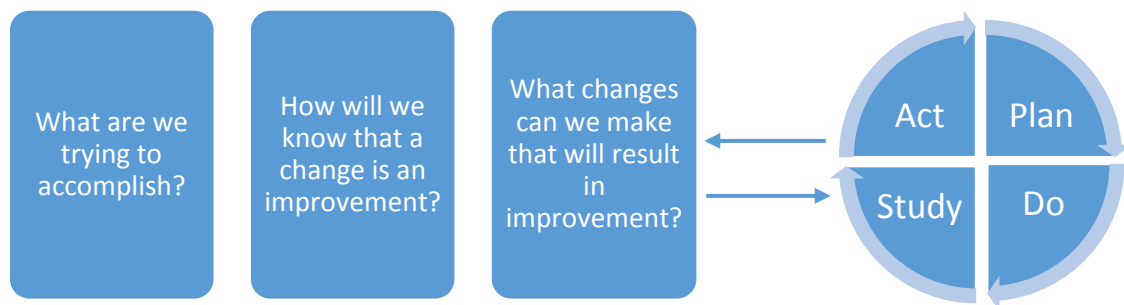 What are we
trying to
accomplish?
How will we
know that a
change is an
improvement?
What changes
can we make
that will result
in
improvement?
Act
Plan
Study
Do